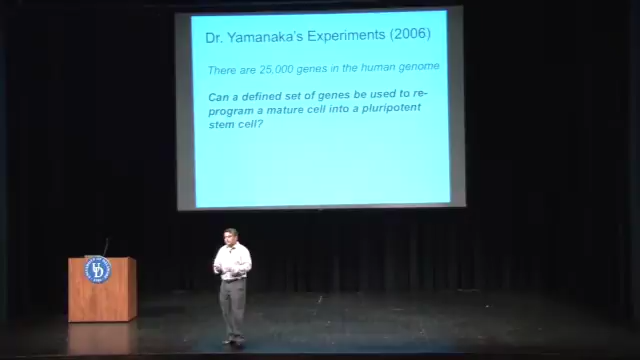 Dr. Yamanaka's Experiments (2006)
There are 25,000 genes in the human genome
Can a defined set of genes be used to re-
program a mature cell into a pluripotent
stem cell?
UD